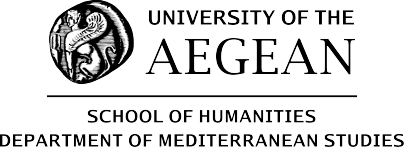 UNIVERSITY OF THE
AEGEAN
SCHOOL OF HUMANITIES
DEPARTMENT OF MEDITERRANEAN STUDIES